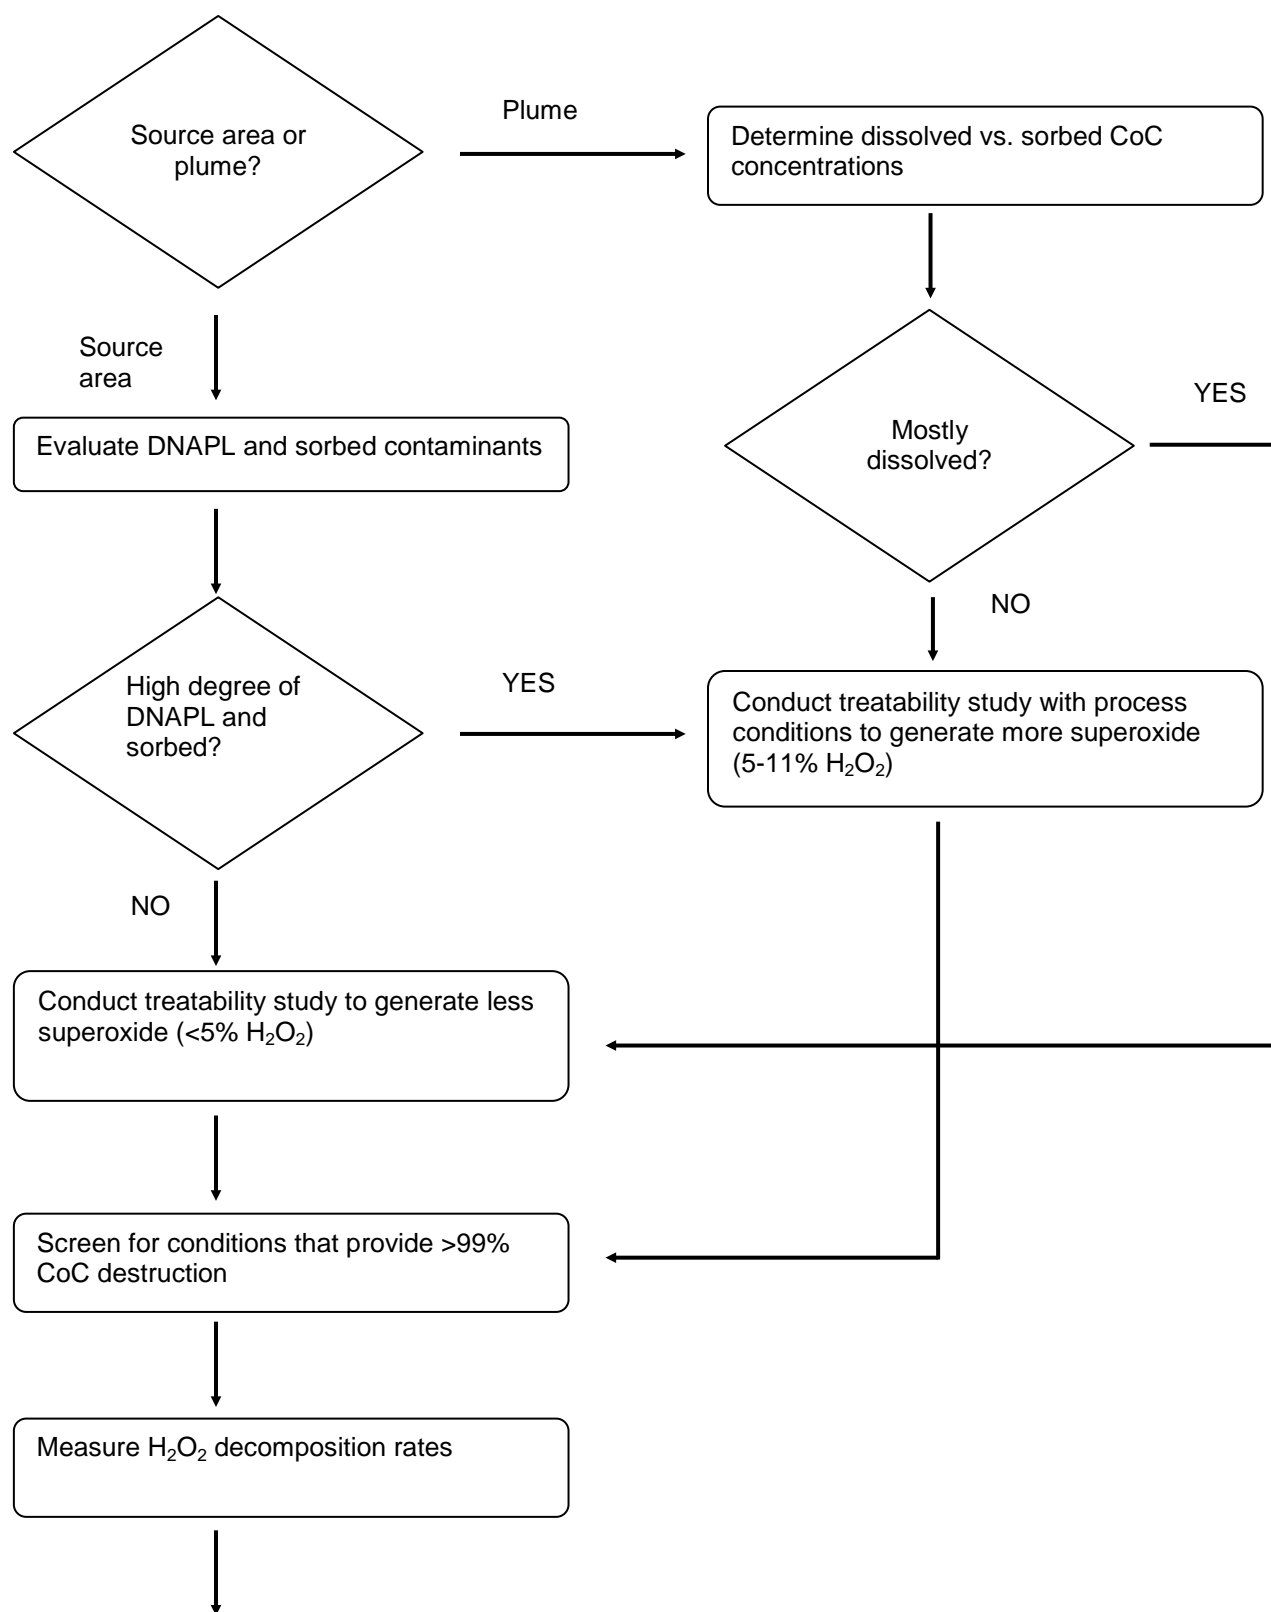 Source area or
plume?
Plume
Determine dissolved vs. sorbed CoC
concentrations
Source
area
Evaluate DNAPL and sorbed contaminants
Mostly
dissolved?
YES
NO
High degree of
DNAPL and
sorbed?
YES
Conduct treatability study with process
conditions to generate more superoxide
(5-11% H₂O₂)
NO
Conduct treatability study to generate less
superoxide (<5% H₂O₂)
Screen for conditions that provide >99%
CoC destruction
Measure H₂O₂ decomposition rates